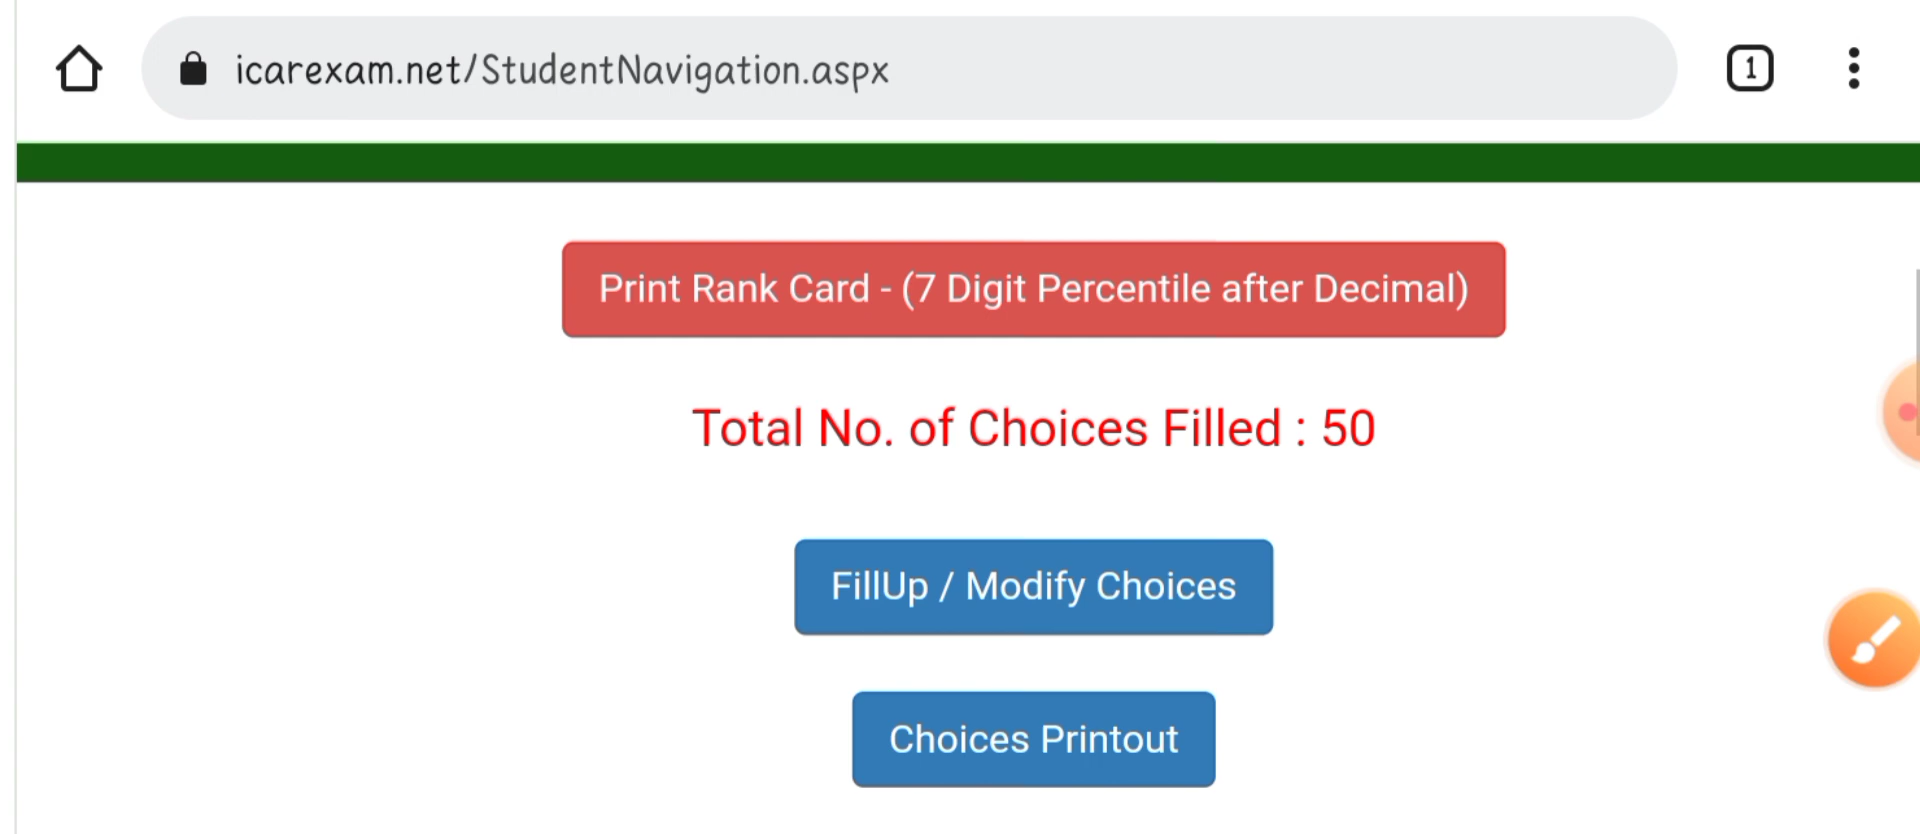 icarexam.net/StudentNavigation.aspx
1
Print Rank Card - (7 Digit Percentile after Decimal)
Total No. of Choices Filled : 50
FillUp / Modify Choices
Choices Printout